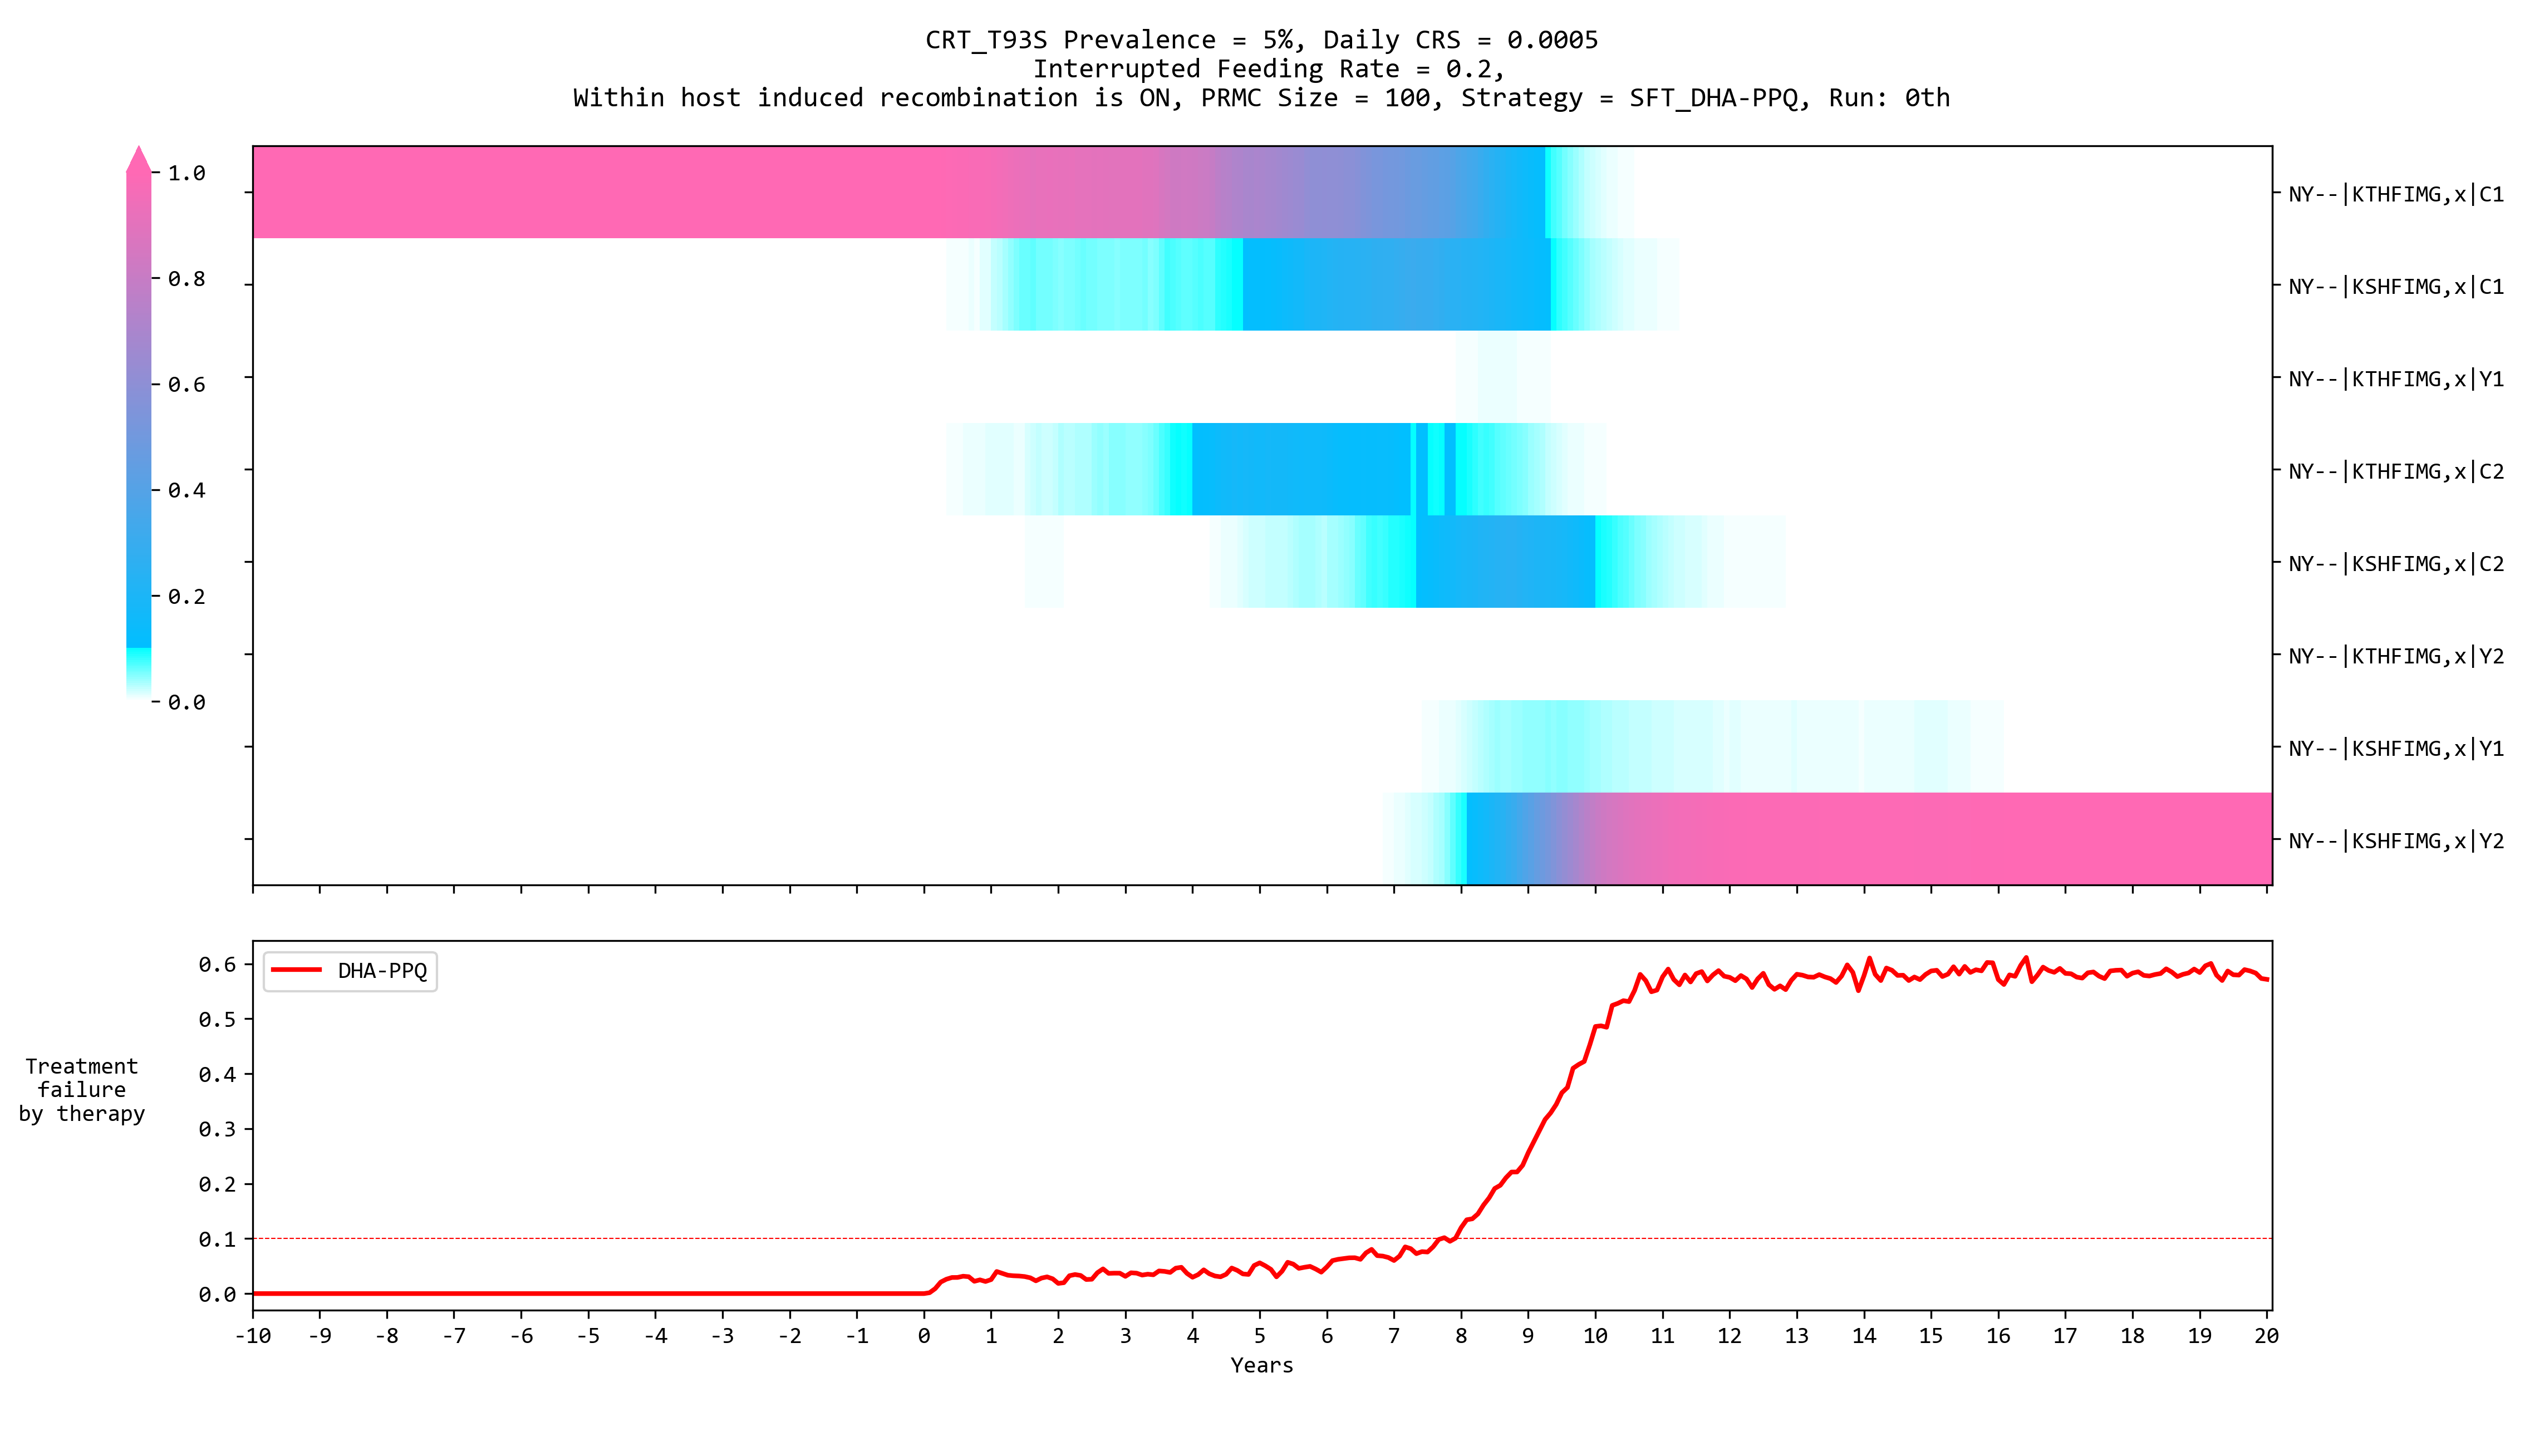 CRT_T93S Prevalence = 5%, Daily CRS = 0.0005
Interrupted Feeding Rate = 0.2,
Within host induced recombination is ON, PRMC Size = 100, Strategy = SFT_DHA-PPQ, Run: 0th
1.0
0.8
0.6
0.4
0.2
0.0
NY--|KTHFIMG,x|C1
NY--|KSHFIMG,x|C1
NY--|KTHFIMG,x|Y1
NY--|KTHFIMG,x|C2
NY--|KSHFIMG,x|C2
NY--|KTHFIMG,x|Y2
NY--|KSHFIMG,x|Y1
NY--|KSHFIMG,x|Y2
DHA-PPQ
Treatment
failure
by therapy
0.6
0.5
0.4
0.3
0.2
0.1
0.0
-10 -9 -8 -7 -6 -5 -4 -3 -2 -1 0 1 2 3 4 5 6 7 8 9 10 11 12 13 14 15 16 17 18 19 20
Years